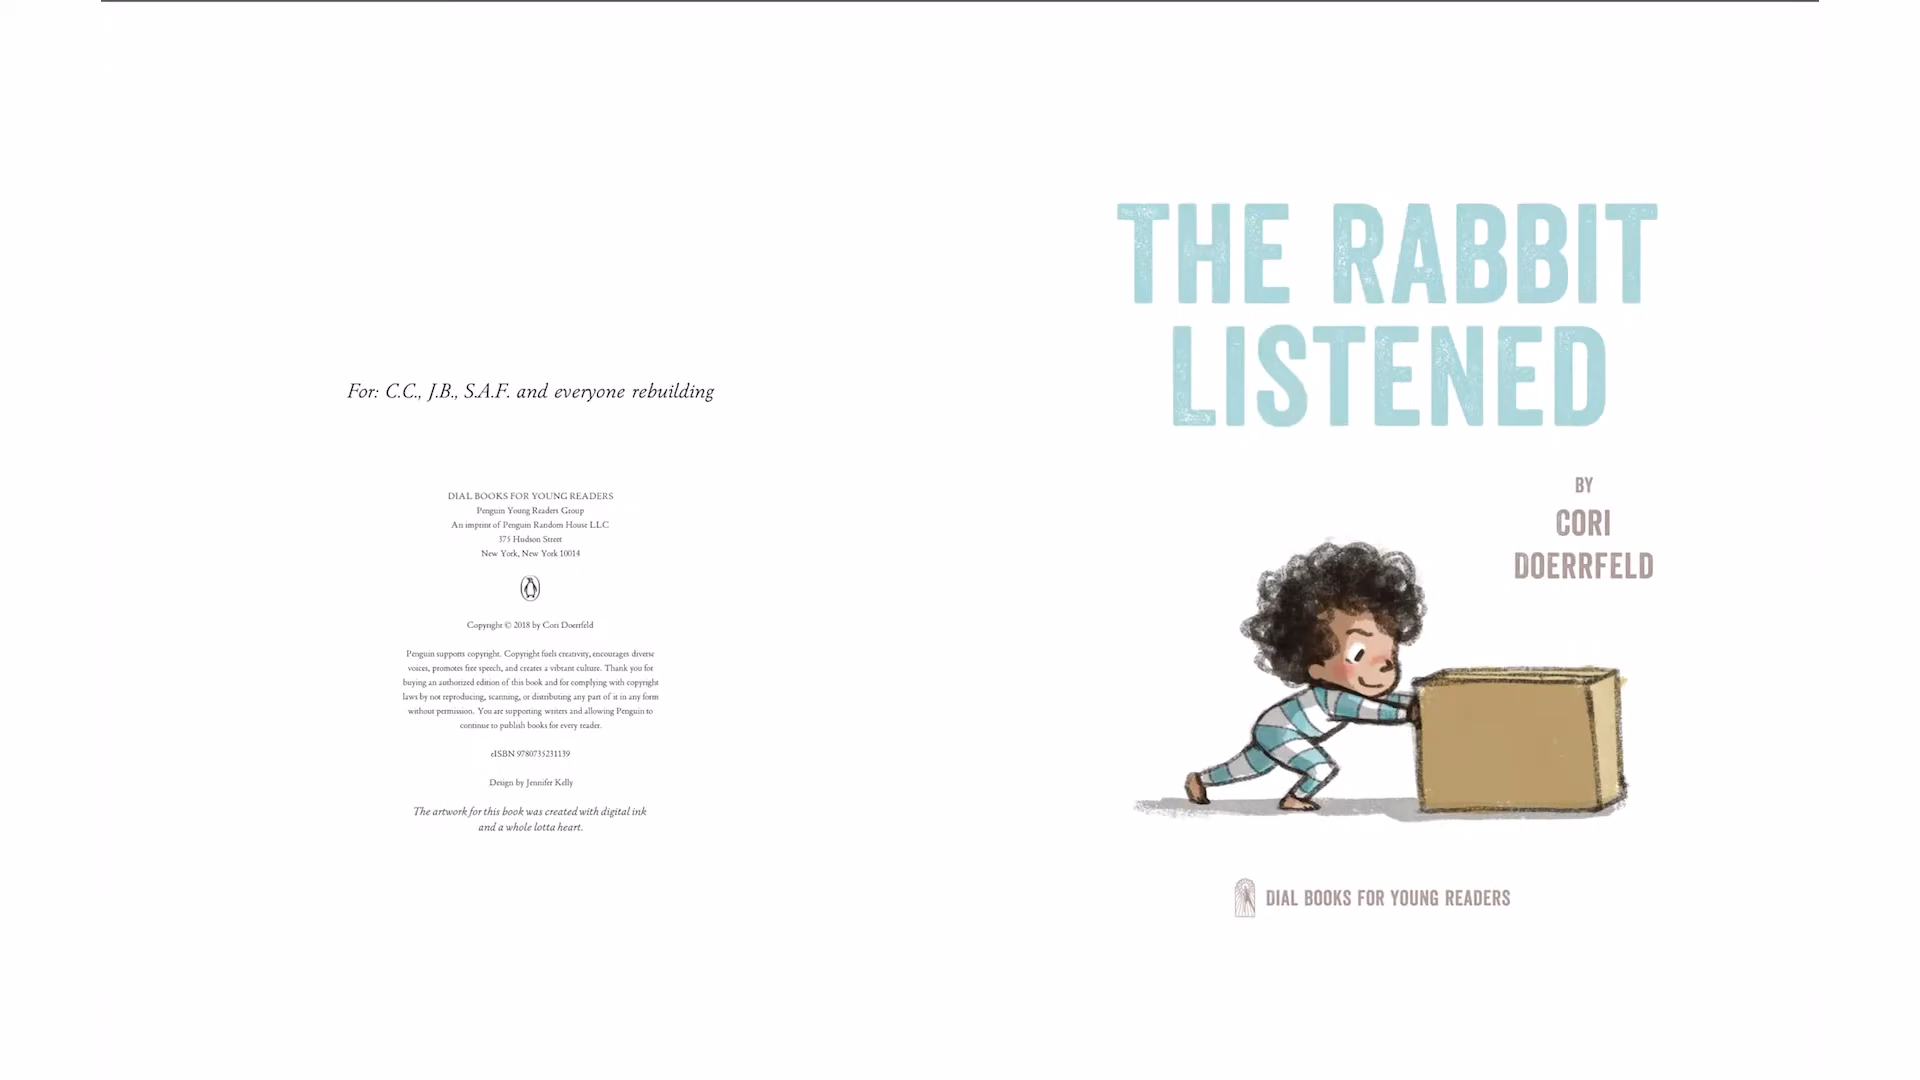 For: C.C., J.B., S.A.F. and everyone rebuilding
DIAL BOOKS FOR YOUNG READERS
Penguin Young Readers Group
An imprint of Penguin Random House LLC
375 Hudson Street
New York, New York 10014
Copyright © 2018 by Cori Doerrfeld
Penguin supports copyright. Copyright fuels creativity, encourages diverse
voices, promotes free speech, and creates a vibrant culture. Thank you for
buying an authorized edition of this book and for complying with copyright
laws by not reproducing, scanning, or distributing any part of it in any form
without permission. You are supporting writers and allowing Penguin to
continue to publish books for every reader.
eISBN 9780735231139
Design by Jennifer Kelly
The artwork for this book was created with digital ink
and a whole lotta heart.
THE RABBIT
LISTENED
BY
CORI
DOERRFELD
DIAL BOOKS FOR YOUNG READERS